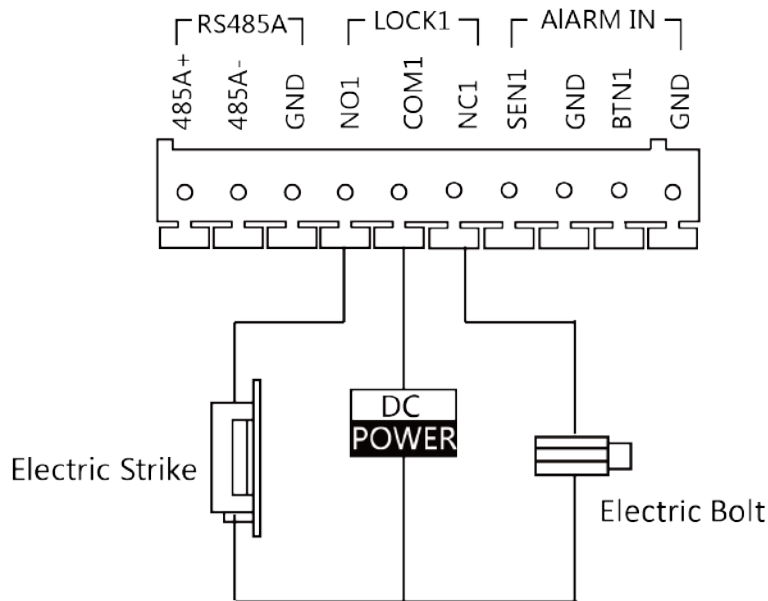 RS485A LOCK1 AlARM IN
485A+ 485A- GND NO1 COM1 NC1 SEN1 GND BTN1 GND
DC
POWER
Electric Strike
Electric Bolt